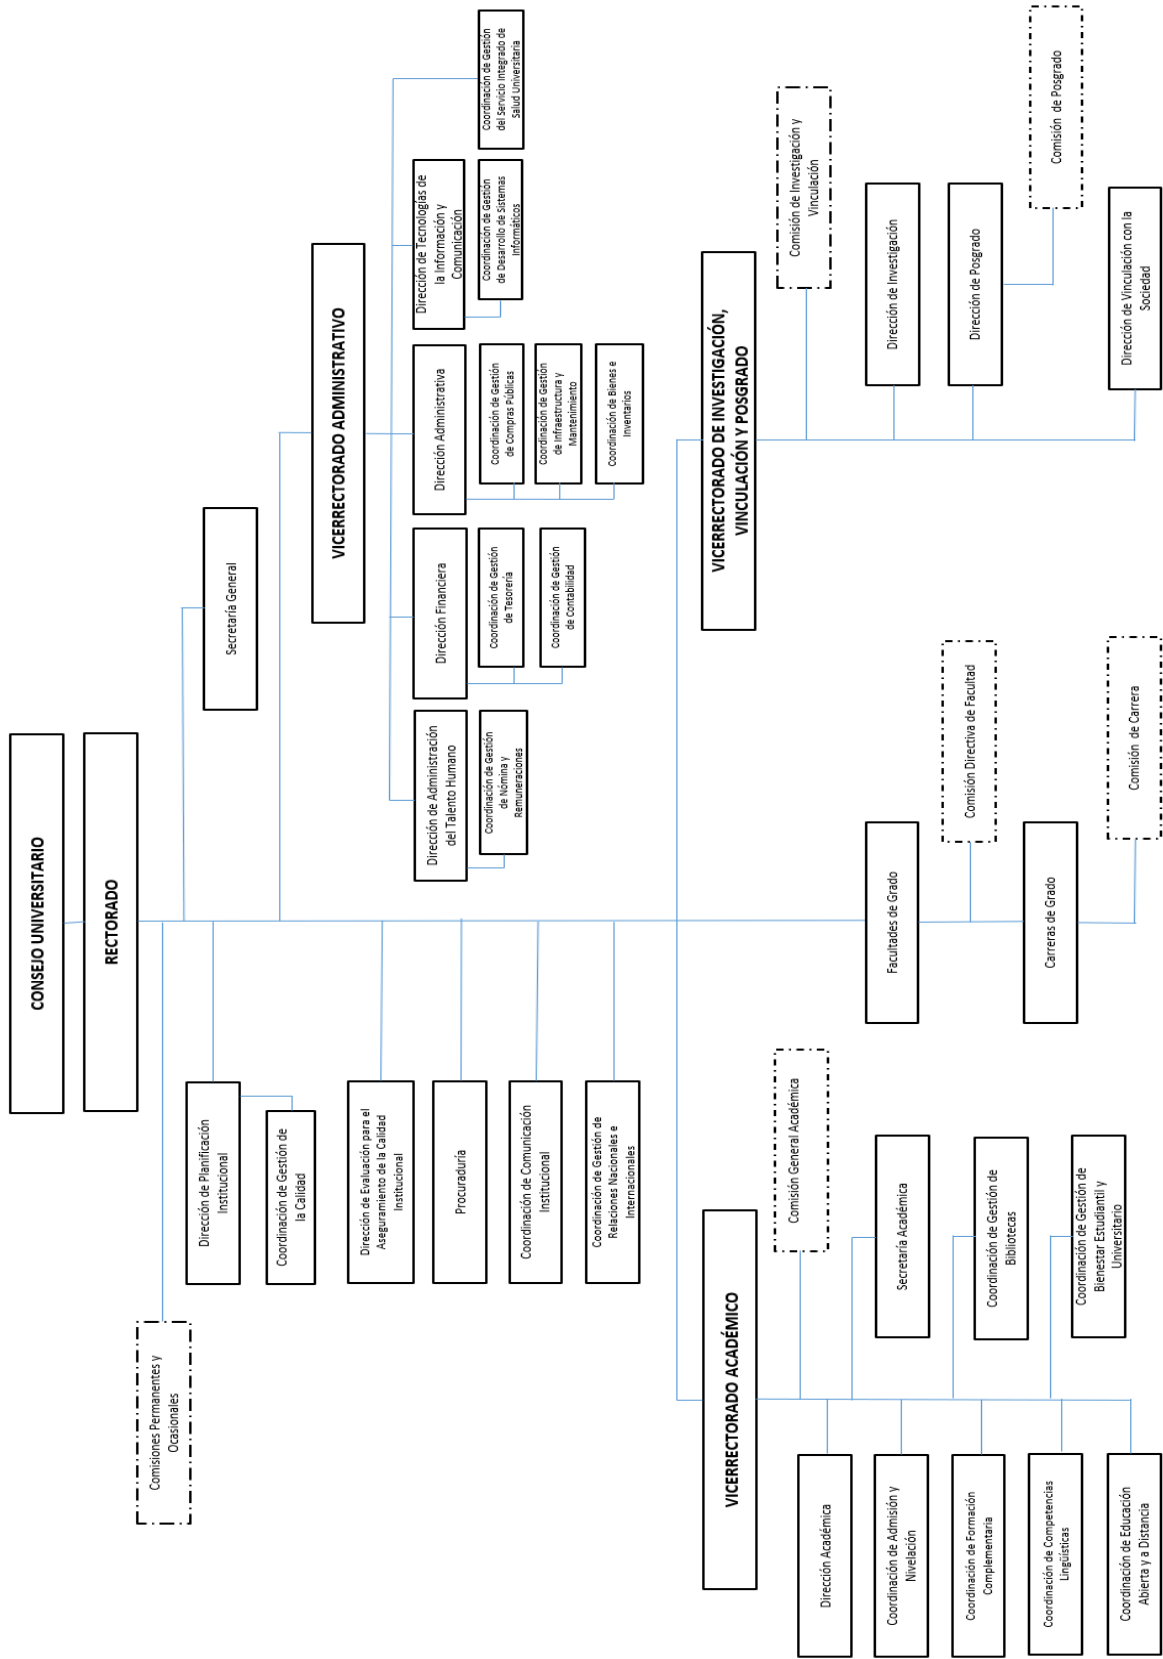 CONSEJO UNIVERSITARIO
RECTORADO
Comisiones Permanentes y
Ocasionales
Secretaría General
Dirección de Planificación
Institucional
Coordinación de Gestión de
la Calidad
Dirección de Evaluación para el
Aseguramiento de la Calidad
Institucional
Procuraduría
Coordinación de Comunicación
Institucional
Coordinación de Gestión de
Relaciones Nacionales e
Internacionales
VICERRECTORADO ADMINISTRATIVO
Dirección de Administración
del Talento Humano
Coordinación de Gestión
de Nómina y
Remuneraciones
Dirección Financiera
Coordinación de Gestión
de Tesorería
Coordinación de Gestión
de Contabilidad
Dirección Administrativa
Coordinación de Gestión
de Compras Públicas
Coordinación de Gestión
de Infraestructura y
Mantenimiento
Coordinación de Bienes e
Inventarios
Dirección de Tecnologías de
la Información y
Comunicación
Coordinación de Gestión
de Desarrollo de Sistemas
Informáticos
Coordinación de Gestión
del Servicio Integrado de
Salud Universitaria
VICERRECTORADO ACADÉMICO
Comisión General Académica
Dirección Académica
Secretaría Académica
Coordinación de Admisión y
Nivelación
Coordinación de Gestión de
Bibliotecas
Coordinación de Formación
Complementaria
Coordinación de Gestión de
Bienestar Estudiantil y
Universitario
Coordinación de Competencias
Lingüísticas
Coordinación de Educación
Abierta y a Distancia
Facultades de Grado
Comisión Directiva de Facultad
Carreras de Grado
Comisión de Carrera
VICERRECTORADO DE INVESTIGACIÓN,
VINCULACIÓN Y POSGRADO
Comisión de Investigación y
Vinculación
Dirección de Investigación
Dirección de Posgrado
Comisión de Posgrado
Dirección de Vinculación con la
Sociedad